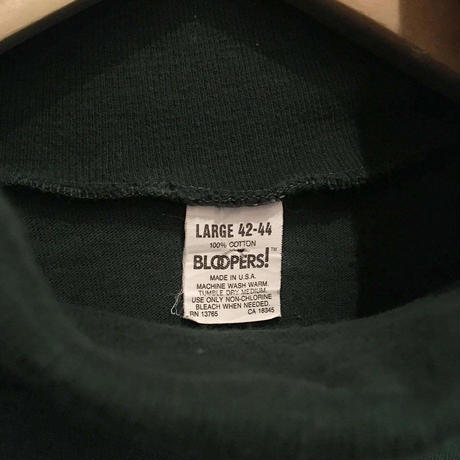 LARGE 42-44
100% COTTON
BLOOPERS!™
MADE IN U.S.A.
MACHINE WASH WARM.
TUMBLE DRY MEDIUM.
USE ONLY NON-CHLORINE
BLEACH WHEN NEEDED.
RN 13765 CA 18345